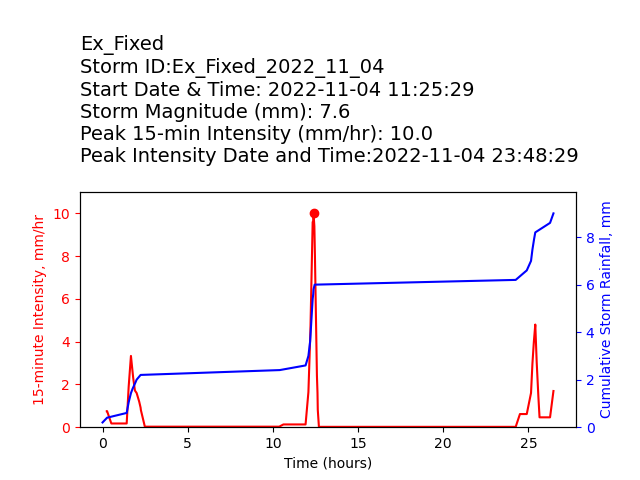 Ex_Fixed
Storm ID:Ex_Fixed_2022_11_04
Start Date & Time: 2022-11-04 11:25:29
Storm Magnitude (mm): 7.6
Peak 15-min Intensity (mm/hr): 10.0
Peak Intensity Date and Time:2022-11-04 23:48:29
15-minute Intensity, mm/hr
10
8
6
4
2
0
Cumulative Storm Rainfall, mm
8
6
4
2
0
0 5 10 15 20 25
Time (hours)